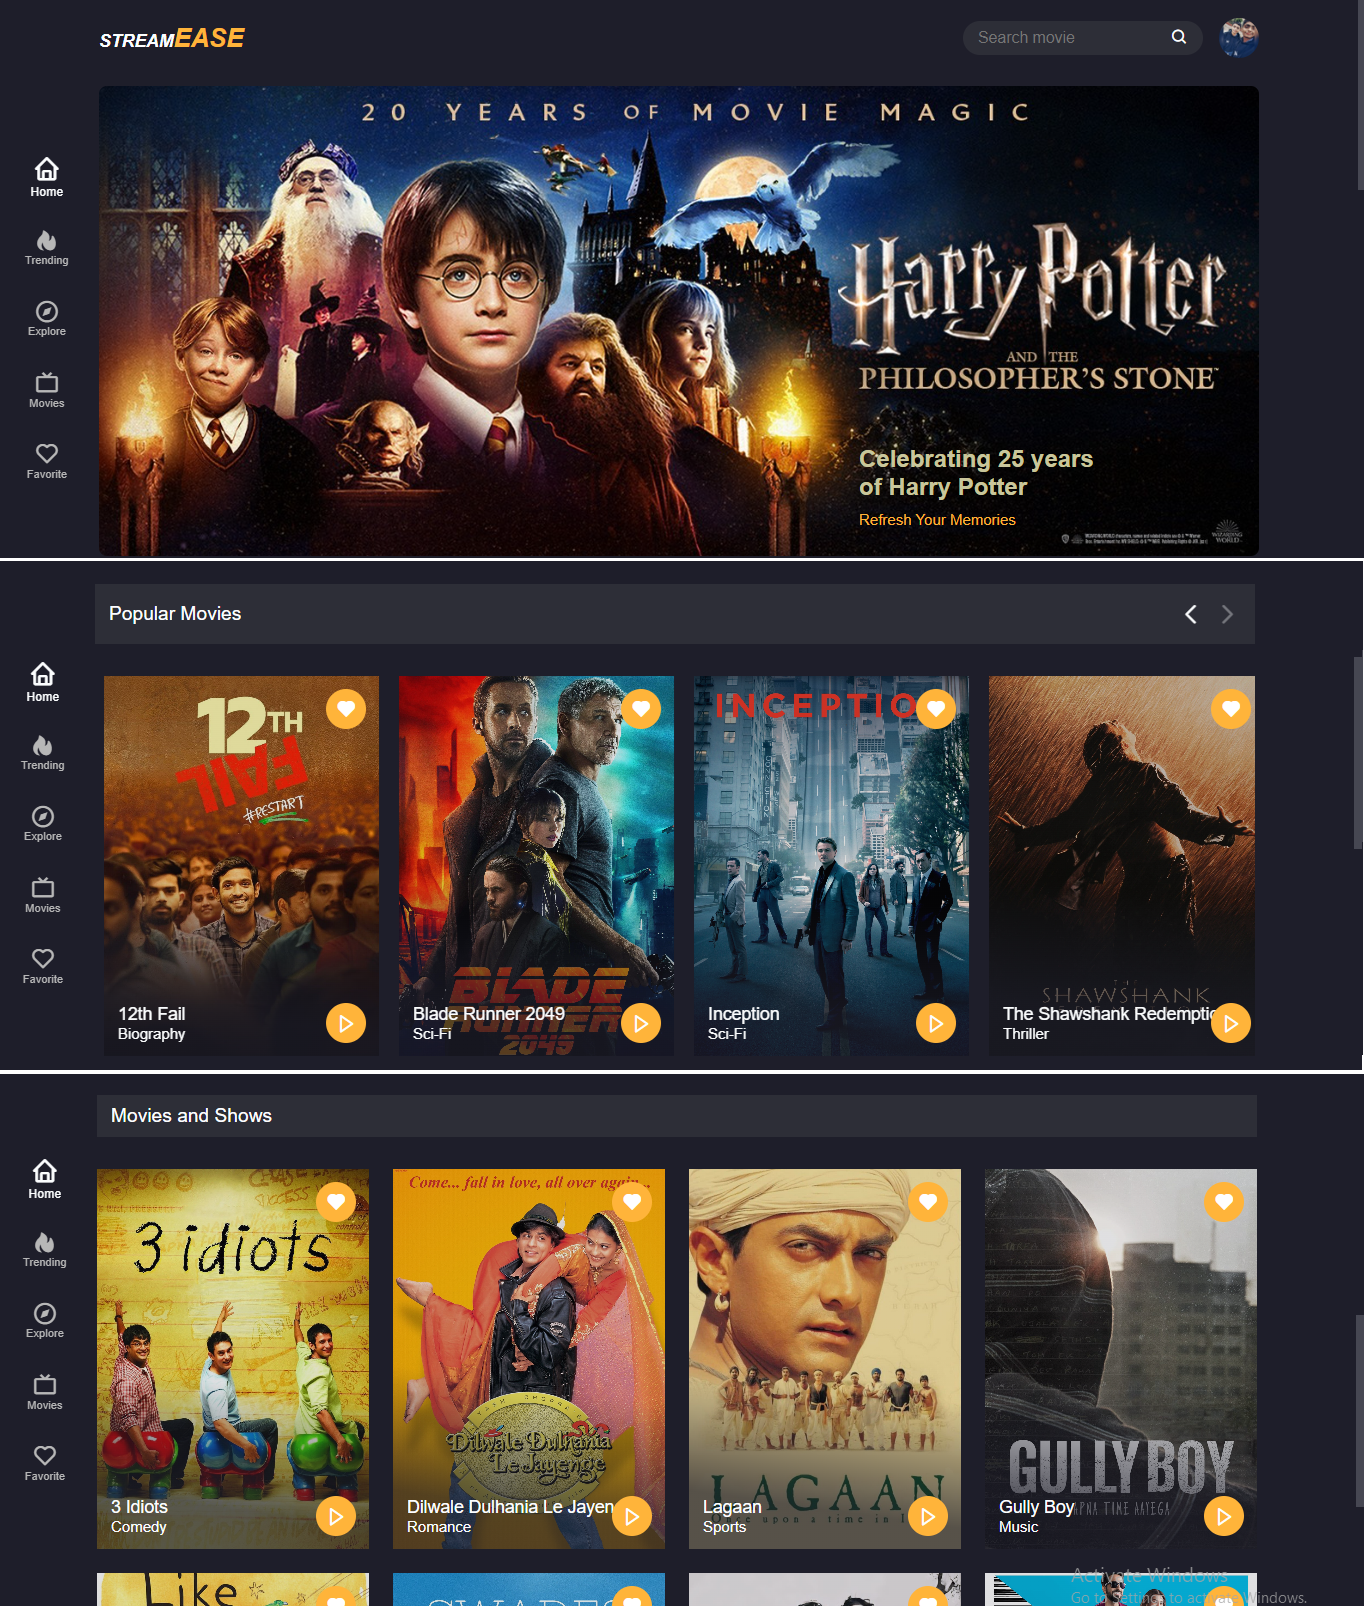 STREAMEASE
Search movie
20 YEARS OF MOVIE MAGIC
Home
Trending
Explore
Movies
Favorite
Harry Potter
AND THE
PHILOSOPHER'S STONE™
Celebrating 25 years
of Harry Potter
Refresh Your Memories
WIZARDING
WORLD
Popular Movies
Home
Trending
Explore
Movies
Favorite
12TH
FAIL
#RESTART
12th Fail
Biography
BLADE
RUNNER
2049
Blade Runner 2049
Sci-Fi
INCEPTIO
Inception
Sci-Fi
SHAWSHANK
The Shawshank Redemptic
Thriller
Movies and Shows
Home
Trending
Explore
Movies
Favorite
3 idiots
3 Idiots
Comedy
Come... fall in love, all over again...
Dilwale Dulhania
Le Jayenge
Dilwale Dulhania Le Jayen
Romance
LAGAAN
Once upon a time in
Lagaan
Sports
GULLY BOY
APNA TIME AAYEGA
Gully Boy
Music
Like
SWADES
Activate Windows
Go to Settings to activate Windows.